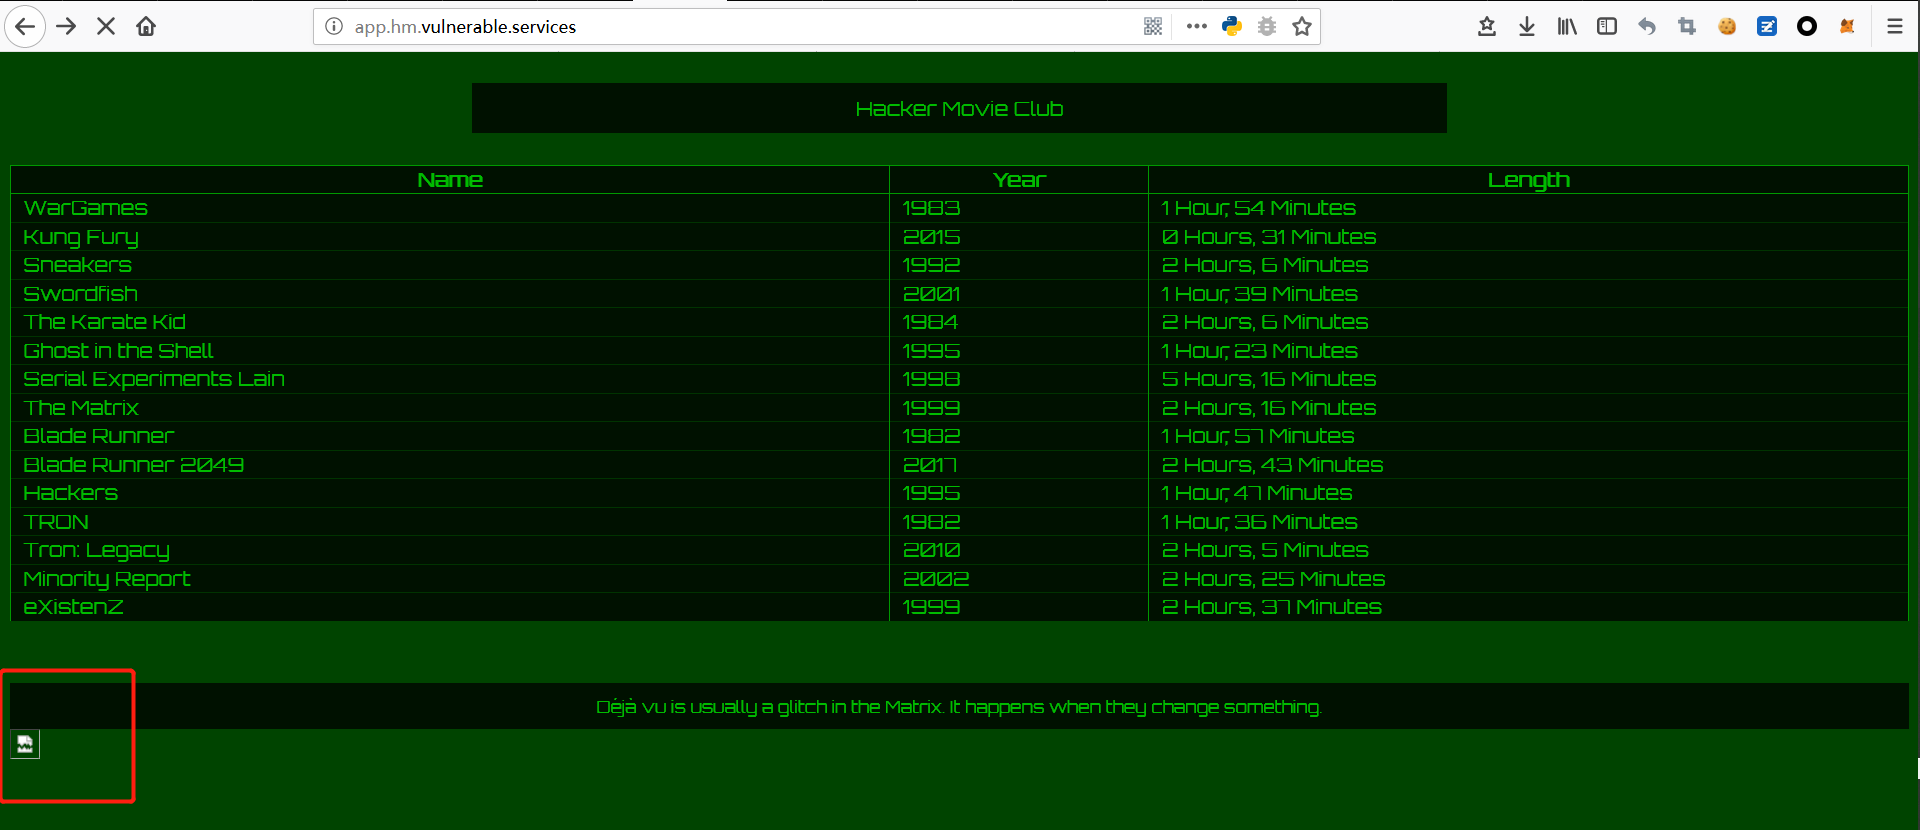 app.hm.vulnerable.services
Hacker Movie Club
Name Year Length
WarGames 1983 1 Hour, 54 Minutes
Kung Fury 2015 0 Hours, 31 Minutes
Sneakers 1992 2 Hours, 6 Minutes
Swordfish 2001 1 Hour, 39 Minutes
The Karate Kid 1984 2 Hours, 6 Minutes
Ghost in the Shell 1995 1 Hour, 23 Minutes
Serial Experiments Lain 1998 5 Hours, 16 Minutes
The Matrix 1999 2 Hours, 16 Minutes
Blade Runner 1982 1 Hour, 57 Minutes
Blade Runner 2049 2017 2 Hours, 43 Minutes
Hackers 1995 1 Hour, 47 Minutes
TRON 1982 1 Hour, 36 Minutes
Tron: Legacy 2010 2 Hours, 5 Minutes
Minority Report 2002 2 Hours, 25 Minutes
eXistenZ 1999 2 Hours, 37 Minutes
Déjà vu is usually a glitch in the Matrix. It happens when they change something.